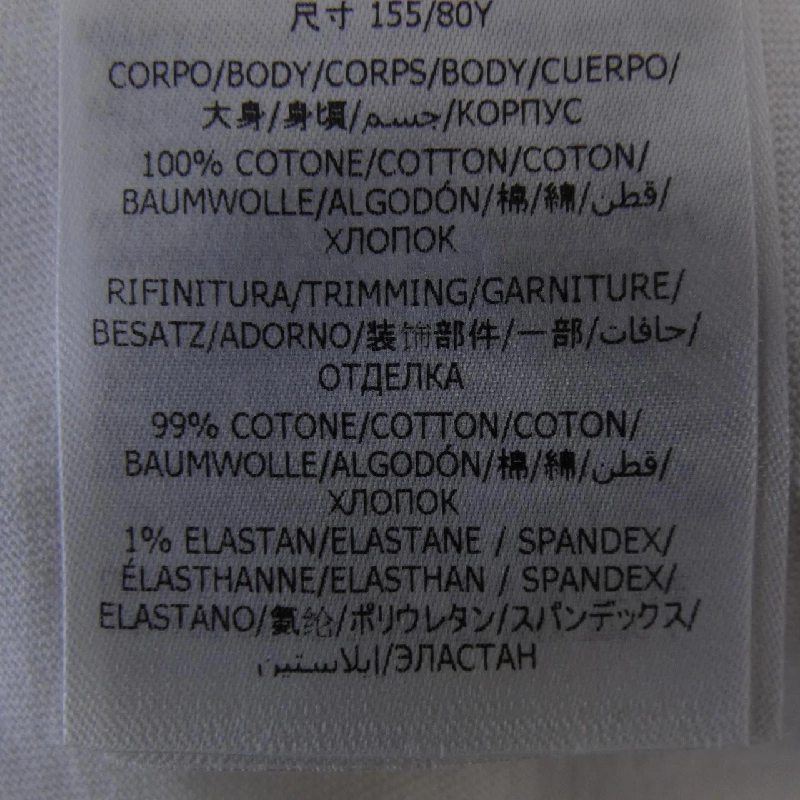 尺寸 155/80Y
CORPO/BODY/CORPS/BODY/CUERPO/
大身/身頃/جسم/КОРПУС
100% COTONE/COTTON/COTON/
BAUMWOLLE/ALGODÓN/棉/綿/قطن/
ХЛОПОК
RIFINITURA/TRIMMING/GARNITURE/
BESATZ/ADORNO/装饰部件/一部/حافات/
ОТДЕЛКА
99% COTONE/COTTON/COTON/
BAUMWOLLE/ALGODÓN/棉/綿/قطن/
ХЛОПОК
1% ELASTAN/ELASTANE / SPANDEX/
ÉLASTHANNE/ELASTHAN / SPANDEX/
ELASTANO/氨纶/ポリウレタン/スパンデックス/
ايلاستين/ЭЛАСТАН